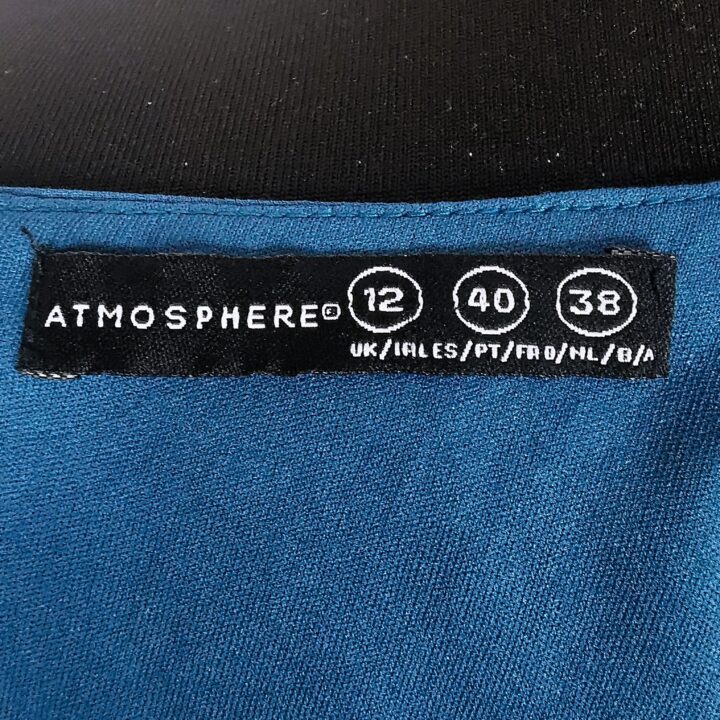 ATMOSPHERE® 12 40 38
UK/IRL ES/PT/FR D/NL/B/A